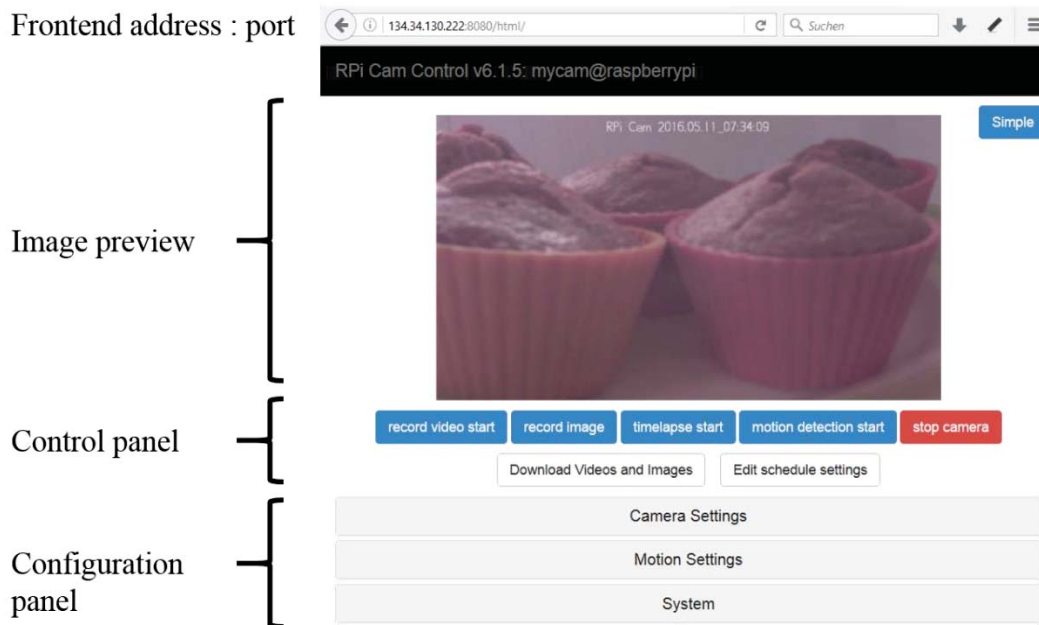 Frontend address : port
134.34.130.222:8080/html/
Suchen
RPi Cam Control v6.1.5: mycam@raspberrypi
Simple
RPi Cam 2016.05.11_07:34:09
Image preview
record video start
record image
timelapse start
motion detection start
stop camera
Control panel
Download Videos and Images
Edit schedule settings
Camera Settings
Motion Settings
Configuration
panel
System